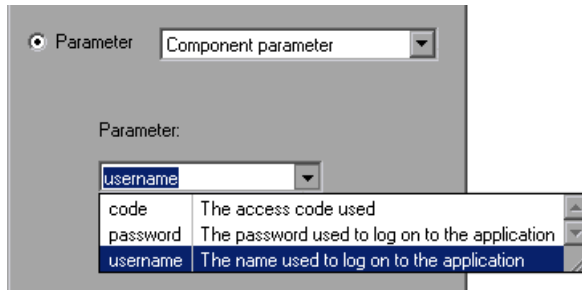 Parameter Component parameter
Parameter:
username
code The access code used
password The password used to log on to the application
username The name used to log on to the application